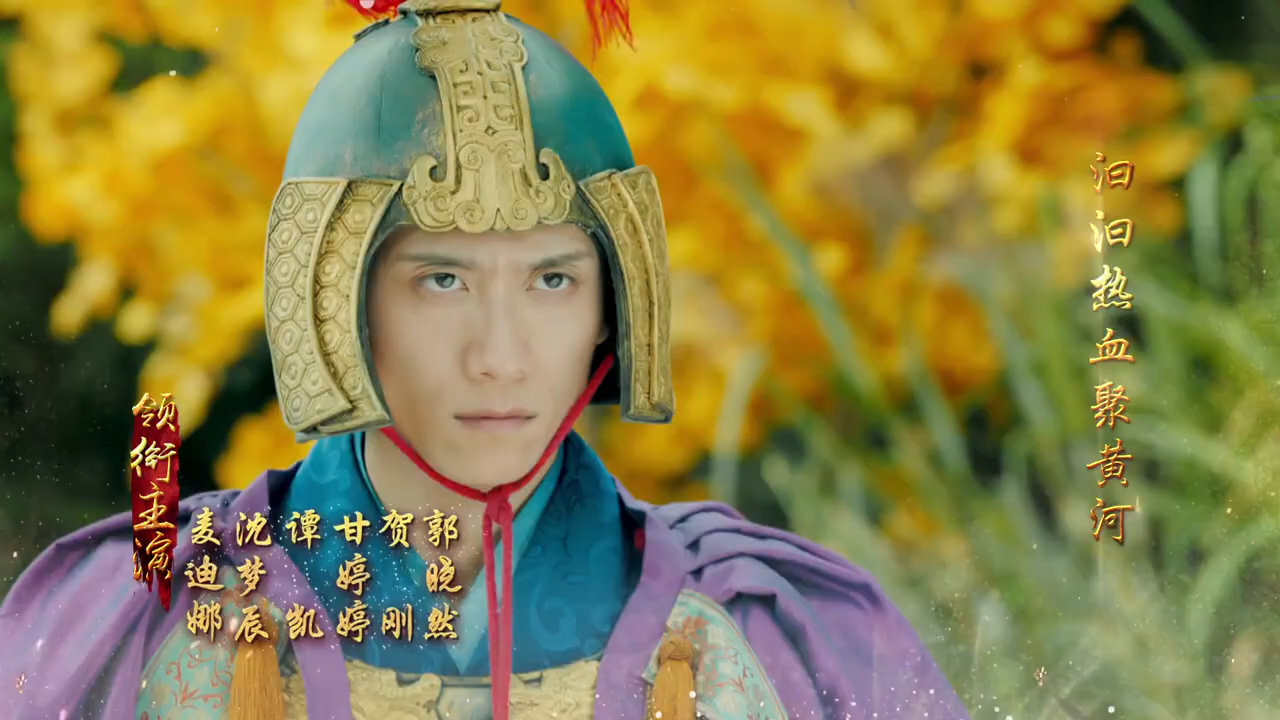 领衔主演
麦迪娜
沈梦辰
谭凯
甘婷婷
贺刚
郭晓然
汩汩热血聚黄河